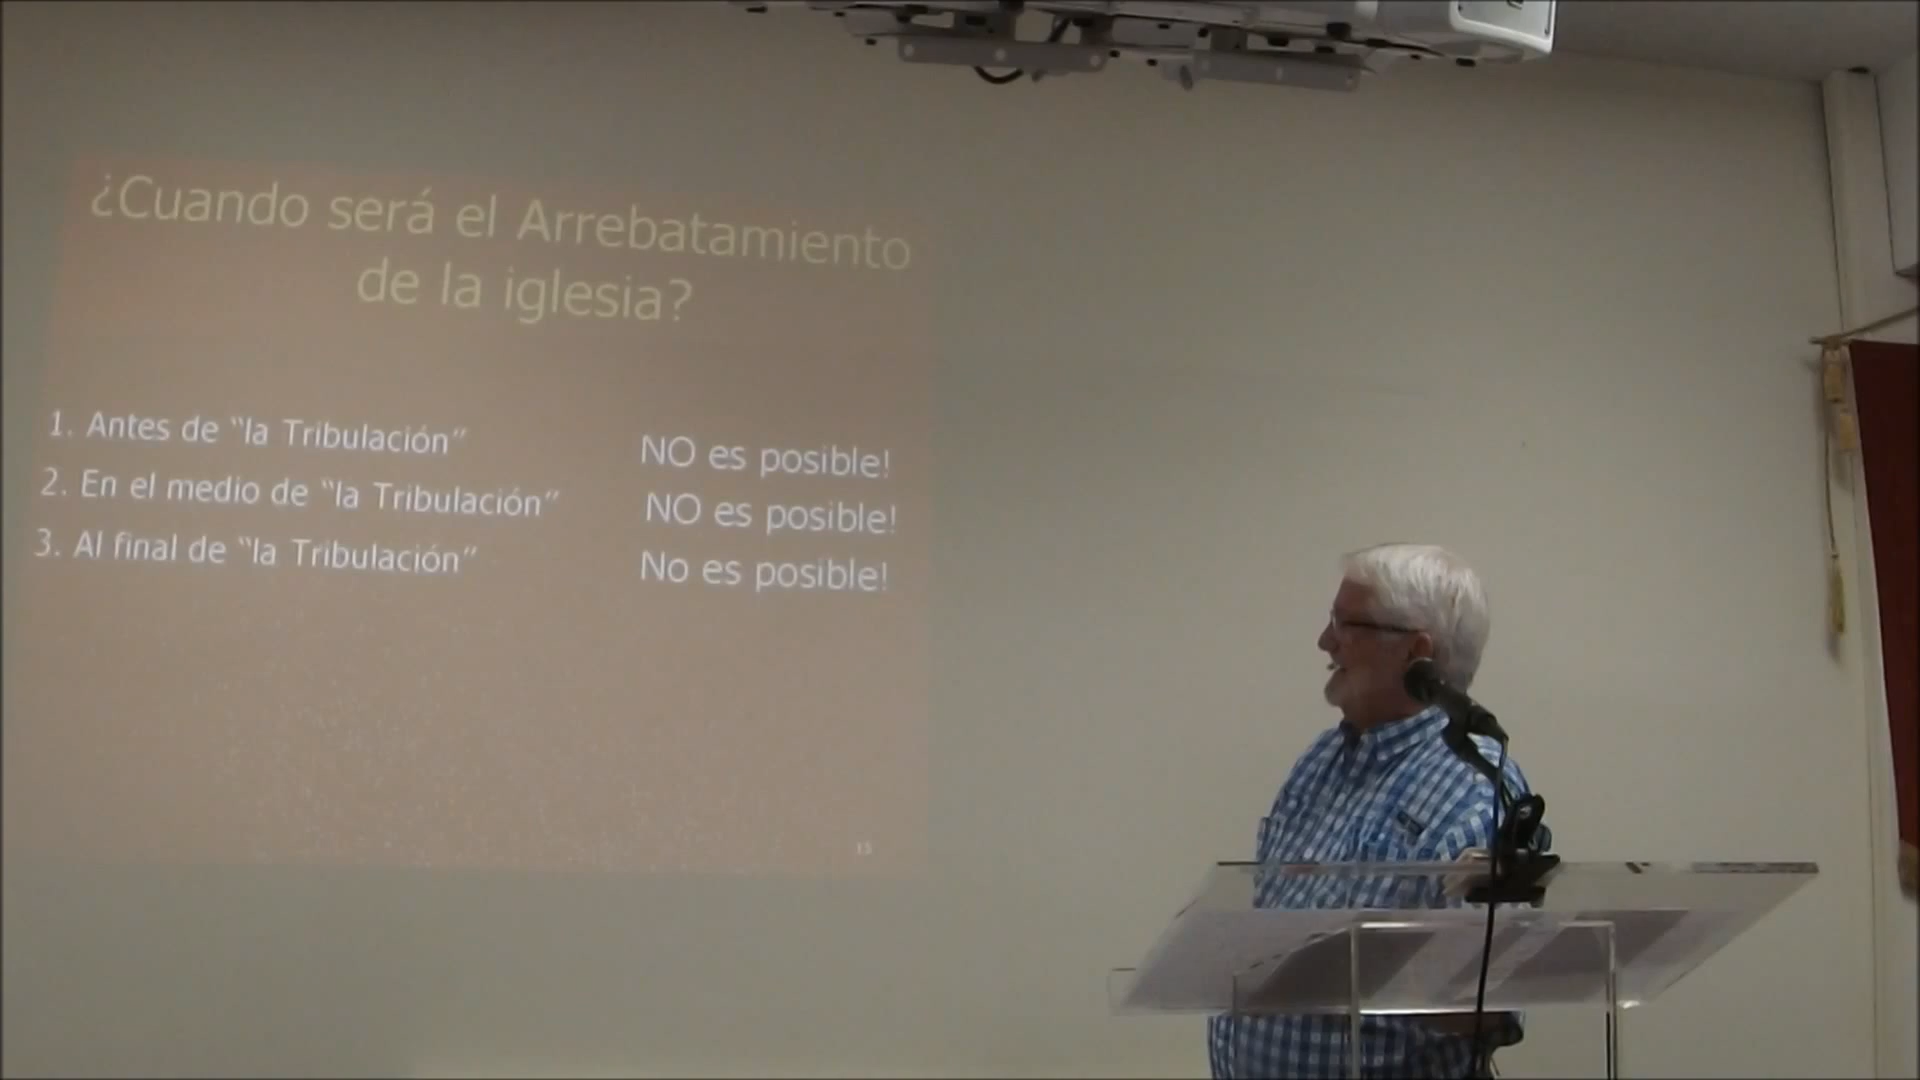 ¿Cuando será el Arrebatamiento
de la iglesia?
1. Antes de “la Tribulación” NO es posible!
2. En el medio de “la Tribulación” NO es posible!
3. Al final de “la Tribulación” No es posible!